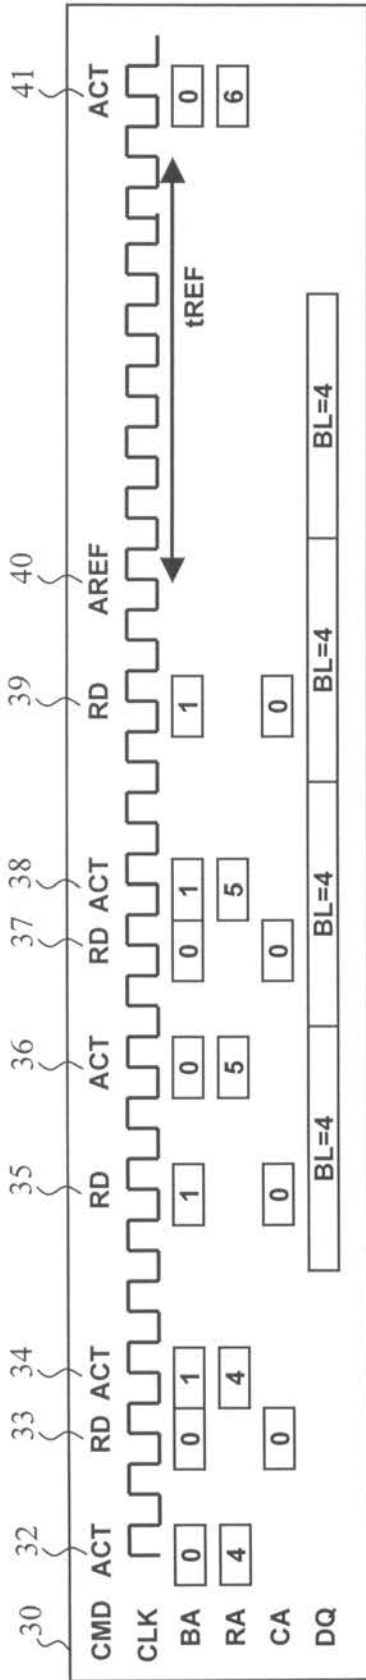 30 32 33 34 35 36 37 38 39 40 41
CMD ACT RD ACT RD ACT RD ACT RD AREF ACT
CLK
BA 0 0 1 1 0 0 1 1 0
tREF
RA 4 4 5 5 6
CA 0 0 0 0
DQ BL=4 BL=4 BL=4 BL=4